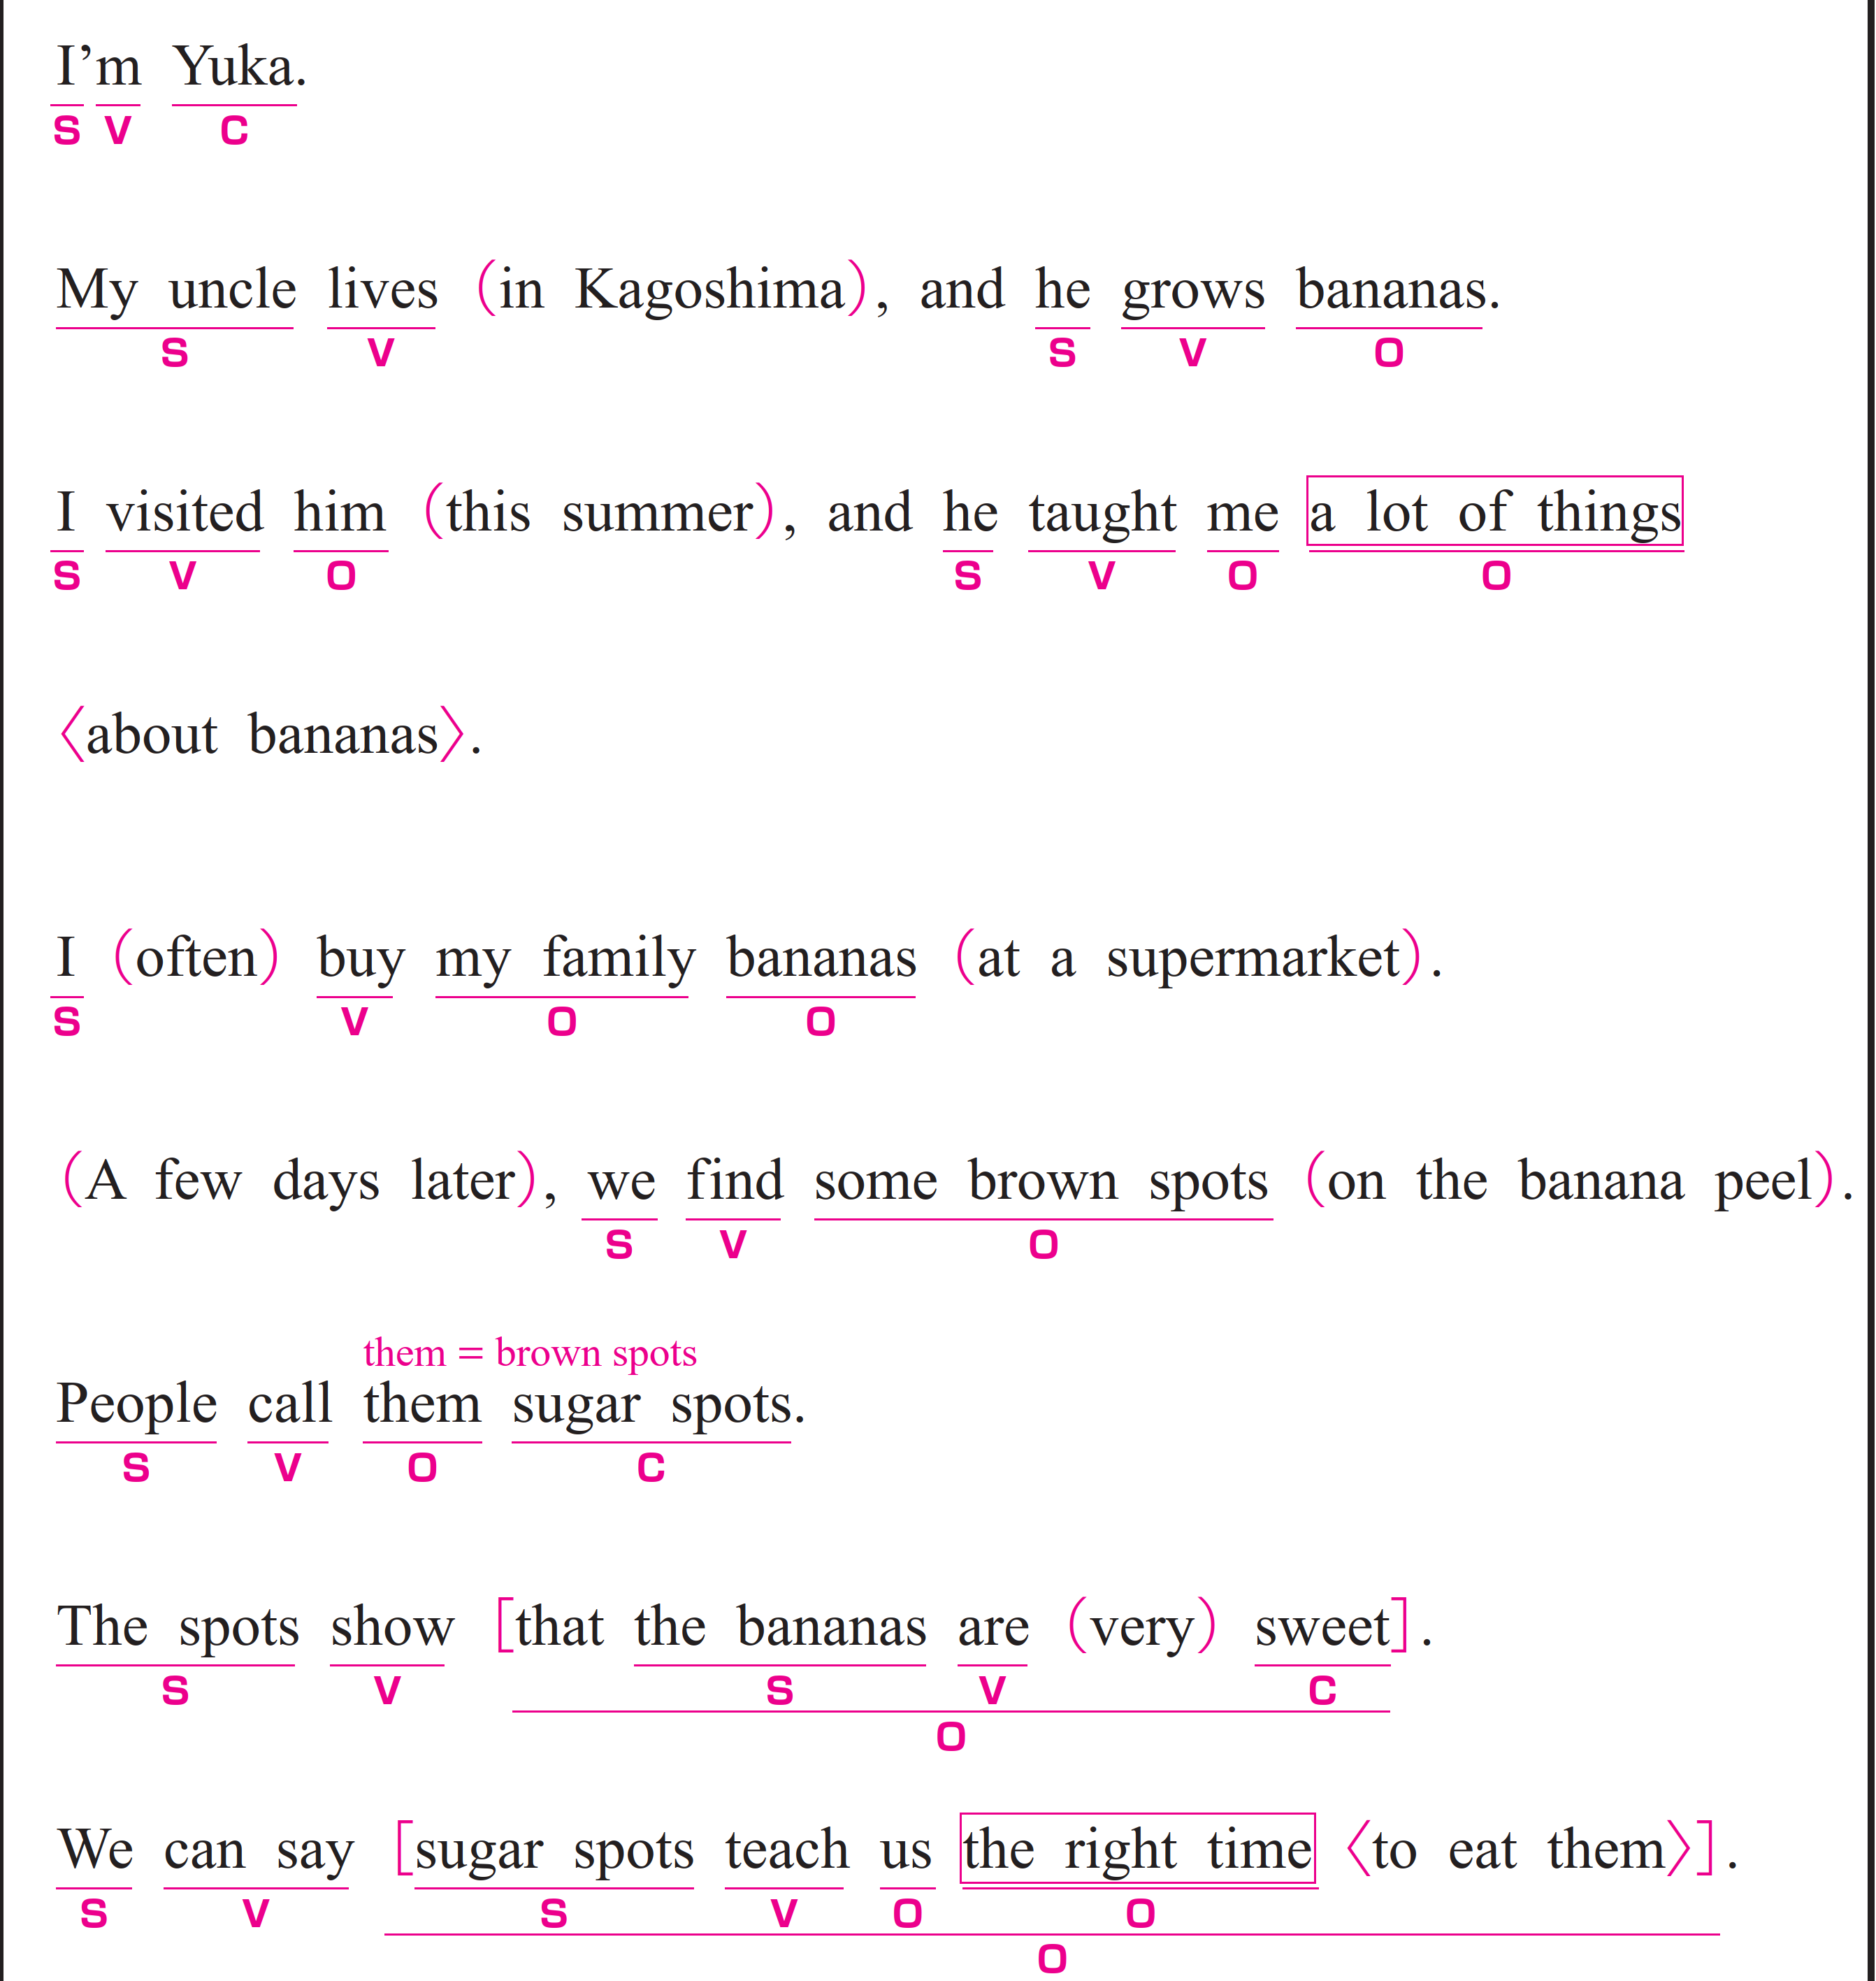 I’m Yuka.
S V C
My uncle lives (in Kagoshima), and he grows bananas.
S V S V O
I visited him (this summer), and he taught me a lot of things
S V O S V O O
〈about bananas〉.
I (often) buy my family bananas (at a supermarket).
S V O O
(A few days later), we find some brown spots (on the banana peel).
S V O
them = brown spots
People call them sugar spots.
S V O C
The spots show [that the bananas are (very) sweet].
S V S V C
O
We can say [sugar spots teach us the right time 〈to eat them〉].
S V S V O O
O